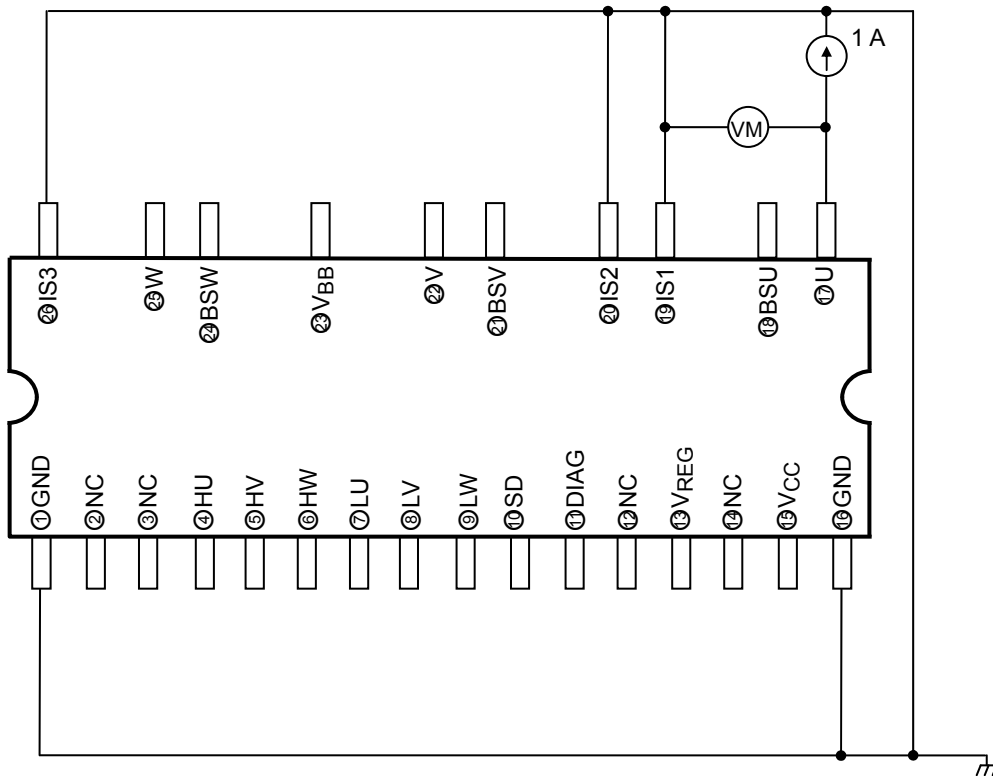 1 A
VM
㉖IS3
㉕W
㉔BSW
㉓VBB
㉒V
㉑BSV
⑳IS2
⑲IS1
⑱BSU
⑰U
①GND
②NC
③NC
④HU
⑤HV
⑥HW
⑦LU
⑧LV
⑨LW
⑩SD
⑪DIAG
⑫NC
⑬VREG
⑭NC
⑮VCC
⑯GND